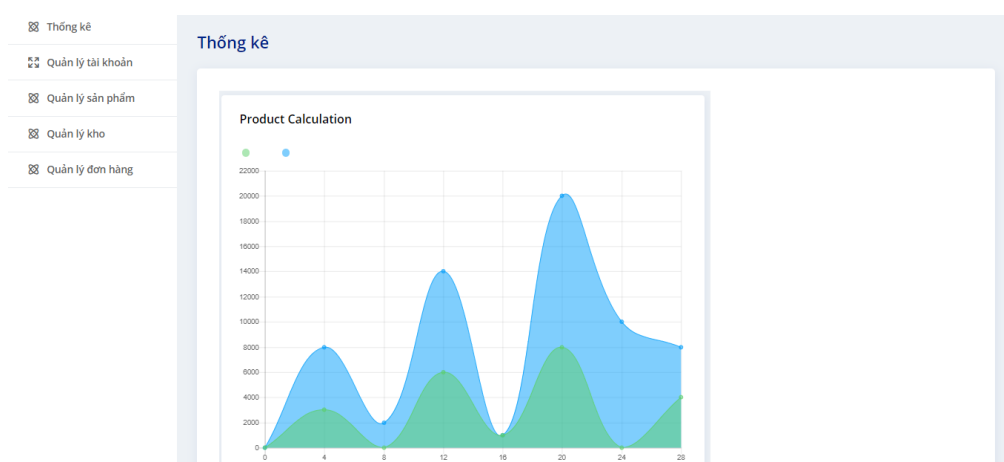 Thống kê
Quản lý tài khoản
Quản lý sản phẩm
Quản lý kho
Quản lý đơn hàng
Thống kê
Product Calculation
22000
20000
18000
16000
14000
12000
10000
8000
6000
4000
2000
0
0 4 8 12 16 20 24 28